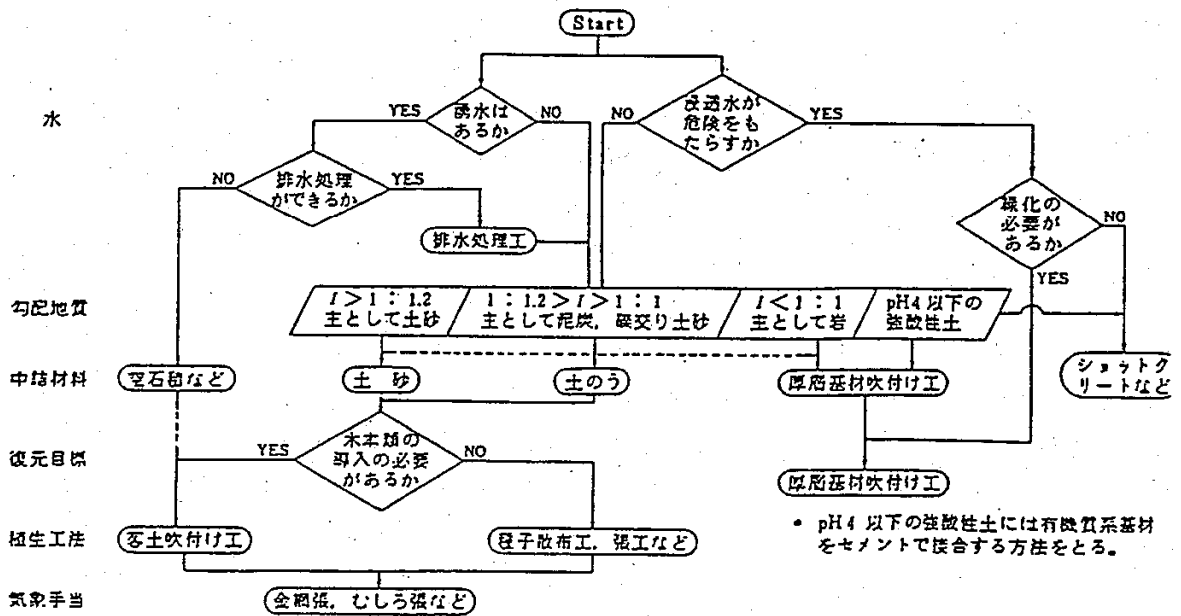 Start
水
湧水は
あるか
YES
NO
浸透水が
危険をも
たらすか
NO
YES
排水処理
ができるか
NO
YES
排水処理工
緑化の
必要が
あるか
NO
YES
勾配地質
I > 1 : 1.2
主として土砂
1 : 1.2 > I > 1 : 1
主として泥炭, 礫交り土砂
I < 1 : 1
主として岩
pH4 以下の
強酸性土
中詰材料
空石積など
土 砂
土のう
厚層基材吹付け工
ショットク
リートなど
復元目標
木本類の
導入の必要
があるか
YES
NO
厚層基材吹付け工
植生工法
客土吹付け工
種子散布工, 張工など
• pH4 以下の強酸性土には有機質系基材
をセメントで接合する方法をとる。
気象手当
金網張, むしろ張など